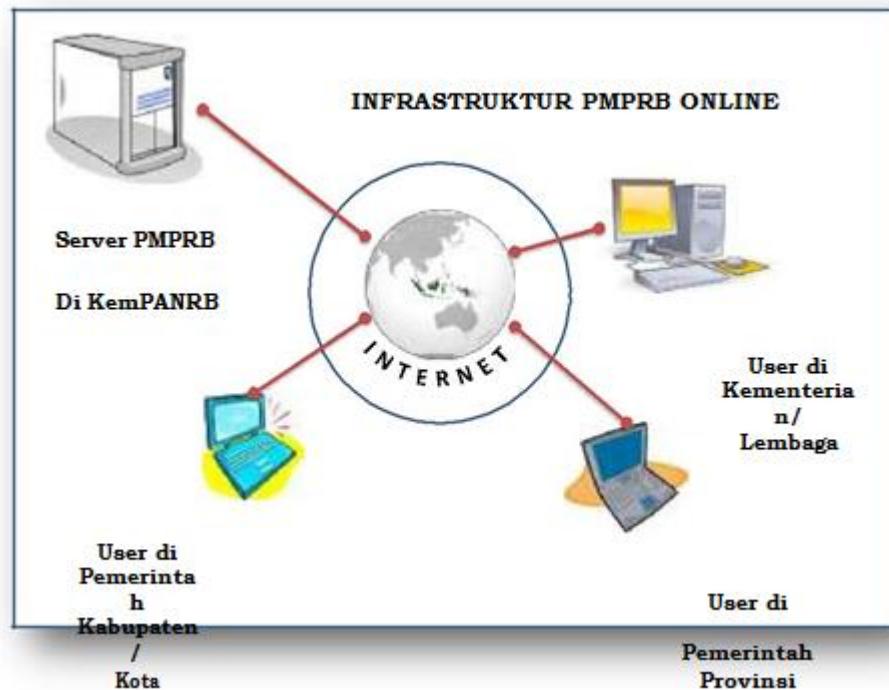 INFRASTRUKTUR PMPRB ONLINE
Server PMPRB
Di KemPANRB
INTERNET
User di
Kementeria
n/
Lembaga
User di
Pemerinta
h
Kabupaten
/
Kota
User di
Pemerintah
Provinsi